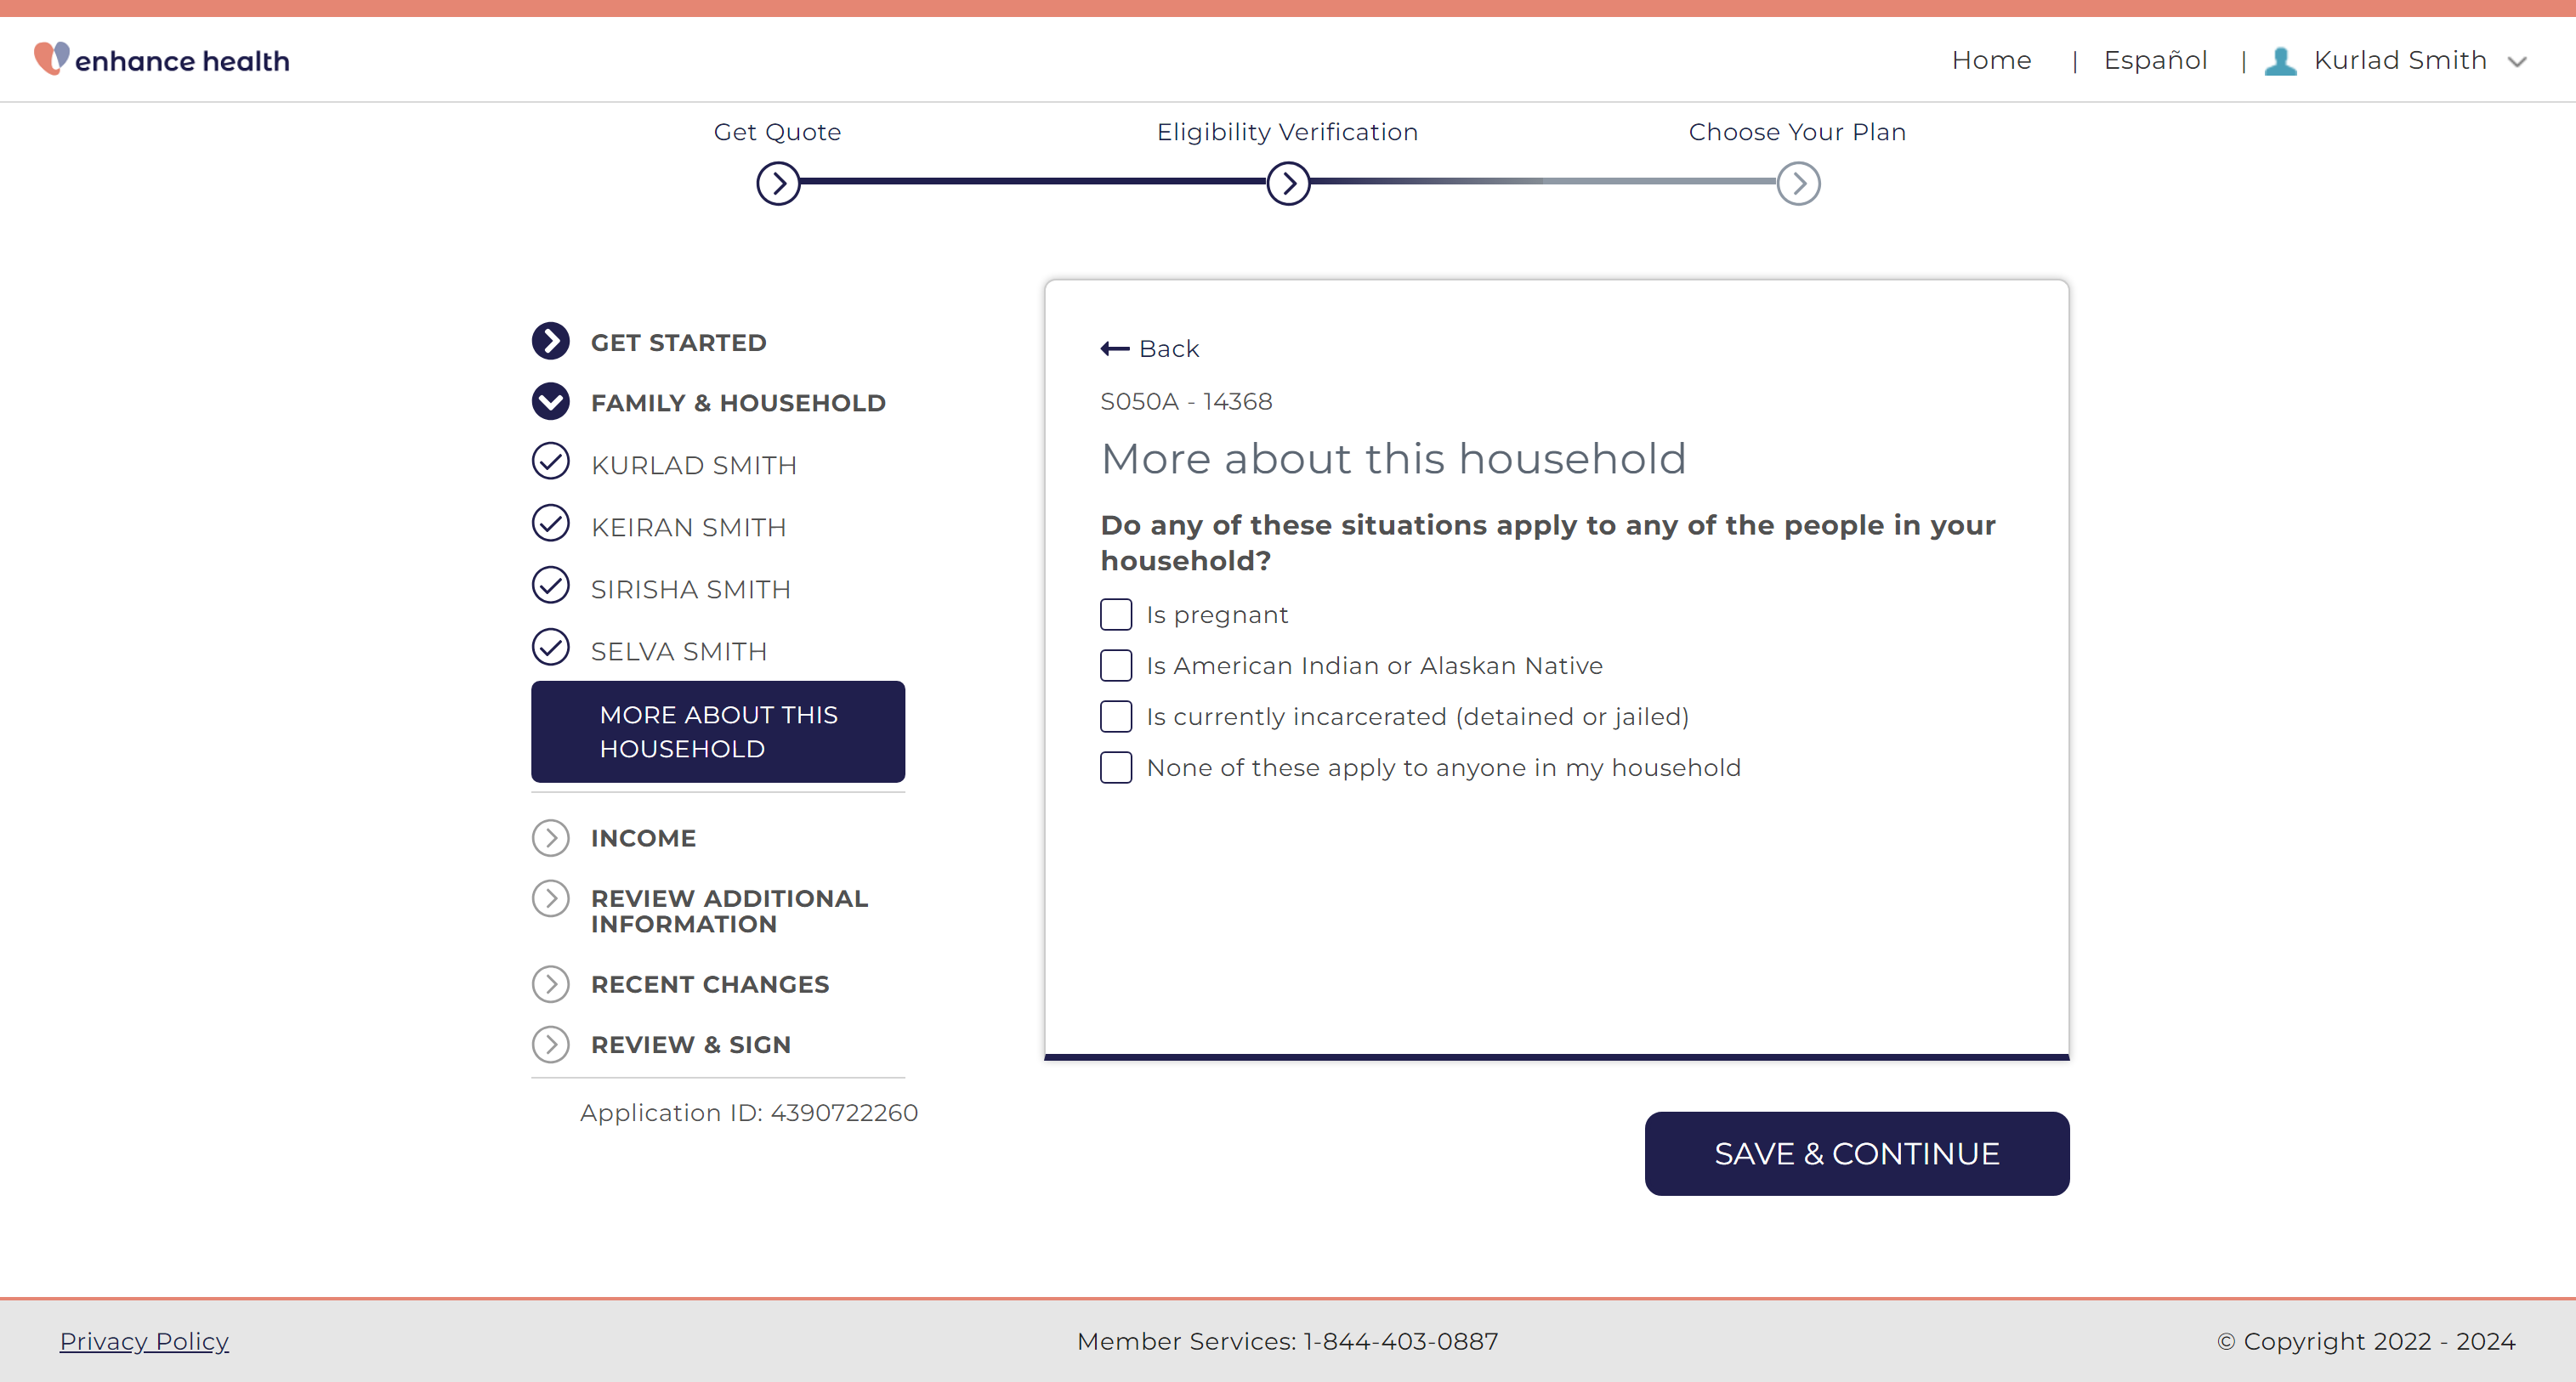 enhance health
Home | Español | Kurlad Smith
Get Quote
Eligibility Verification
Choose Your Plan
GET STARTED
FAMILY & HOUSEHOLD
KURLAD SMITH
KEIRAN SMITH
SIRISHA SMITH
SELVA SMITH
MORE ABOUT THIS
HOUSEHOLD
INCOME
REVIEW ADDITIONAL
INFORMATION
RECENT CHANGES
REVIEW & SIGN
Application ID: 4390722260
Back
S050A - 14368
More about this household
Do any of these situations apply to any of the people in your
household?
Is pregnant
Is American Indian or Alaskan Native
Is currently incarcerated (detained or jailed)
None of these apply to anyone in my household
SAVE & CONTINUE
Privacy Policy
Member Services: 1-844-403-0887
© Copyright 2022 - 2024